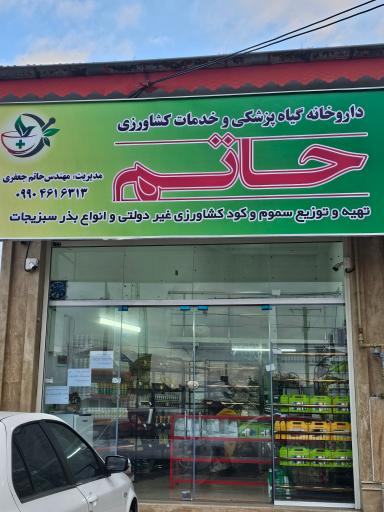 داروخانه گیاه پزشکی و خدمات کشاورزی
حاتم
مدیریت: مهندس حاتم جعفری
۰۹۹۰ ۴۶۱ ۶۳۱۳
تهیه و توزیع سموم و کود کشاورزی غیر دولتی و انواع بذر سبزیجات